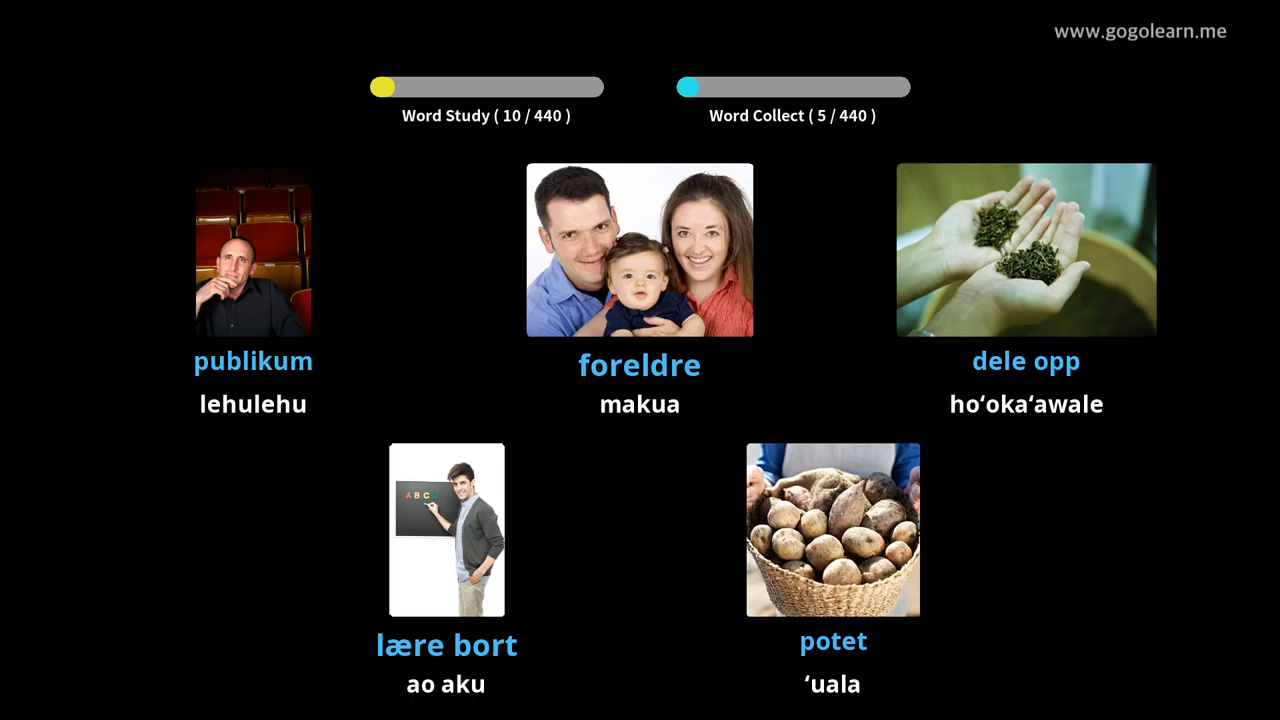 www.gogolearn.me
Word Study ( 10 / 440 )
Word Collect ( 5 / 440 )
publikum
lehulehu
foreldre
makua
dele opp
hoʻokaʻawale
lære bort
ao aku
potet
ʻuala